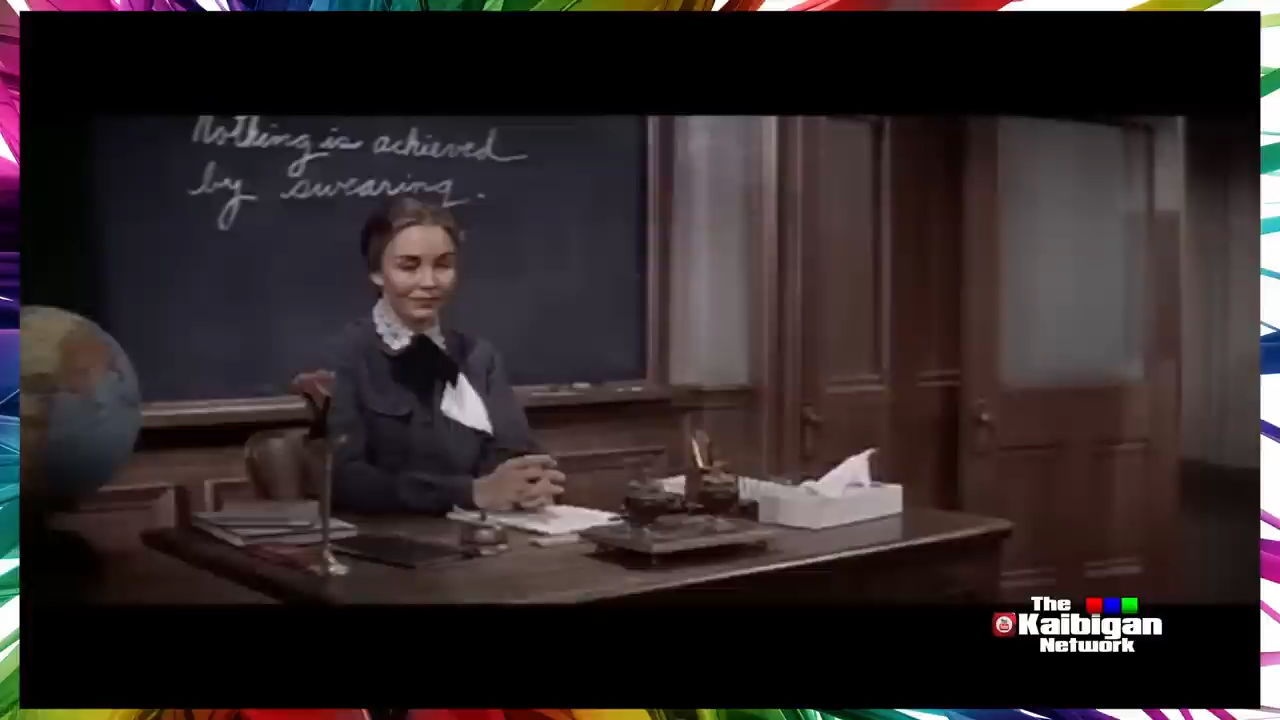 Nothing is achieved
by swearing.
The
Kaibigan
Network